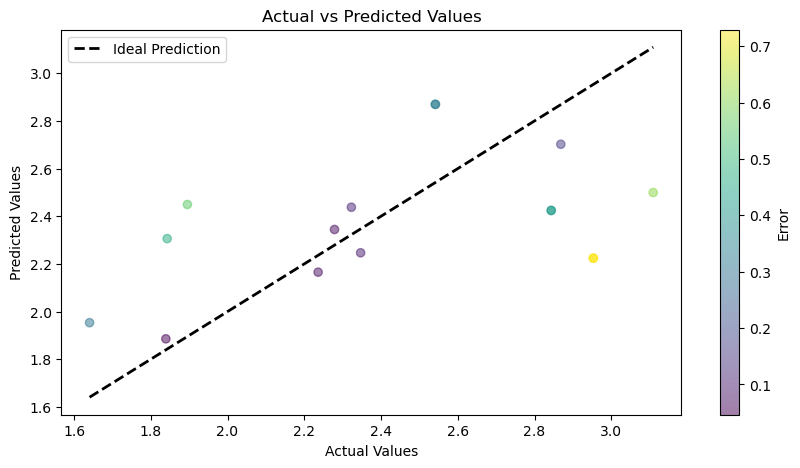 Actual vs Predicted Values
Ideal Prediction
Predicted Values
3.0
2.8
2.6
2.4
2.2
2.0
1.8
1.6
1.6 1.8 2.0 2.2 2.4 2.6 2.8 3.0
Actual Values
0.7
0.6
0.5
0.4
0.3
0.2
0.1
Error